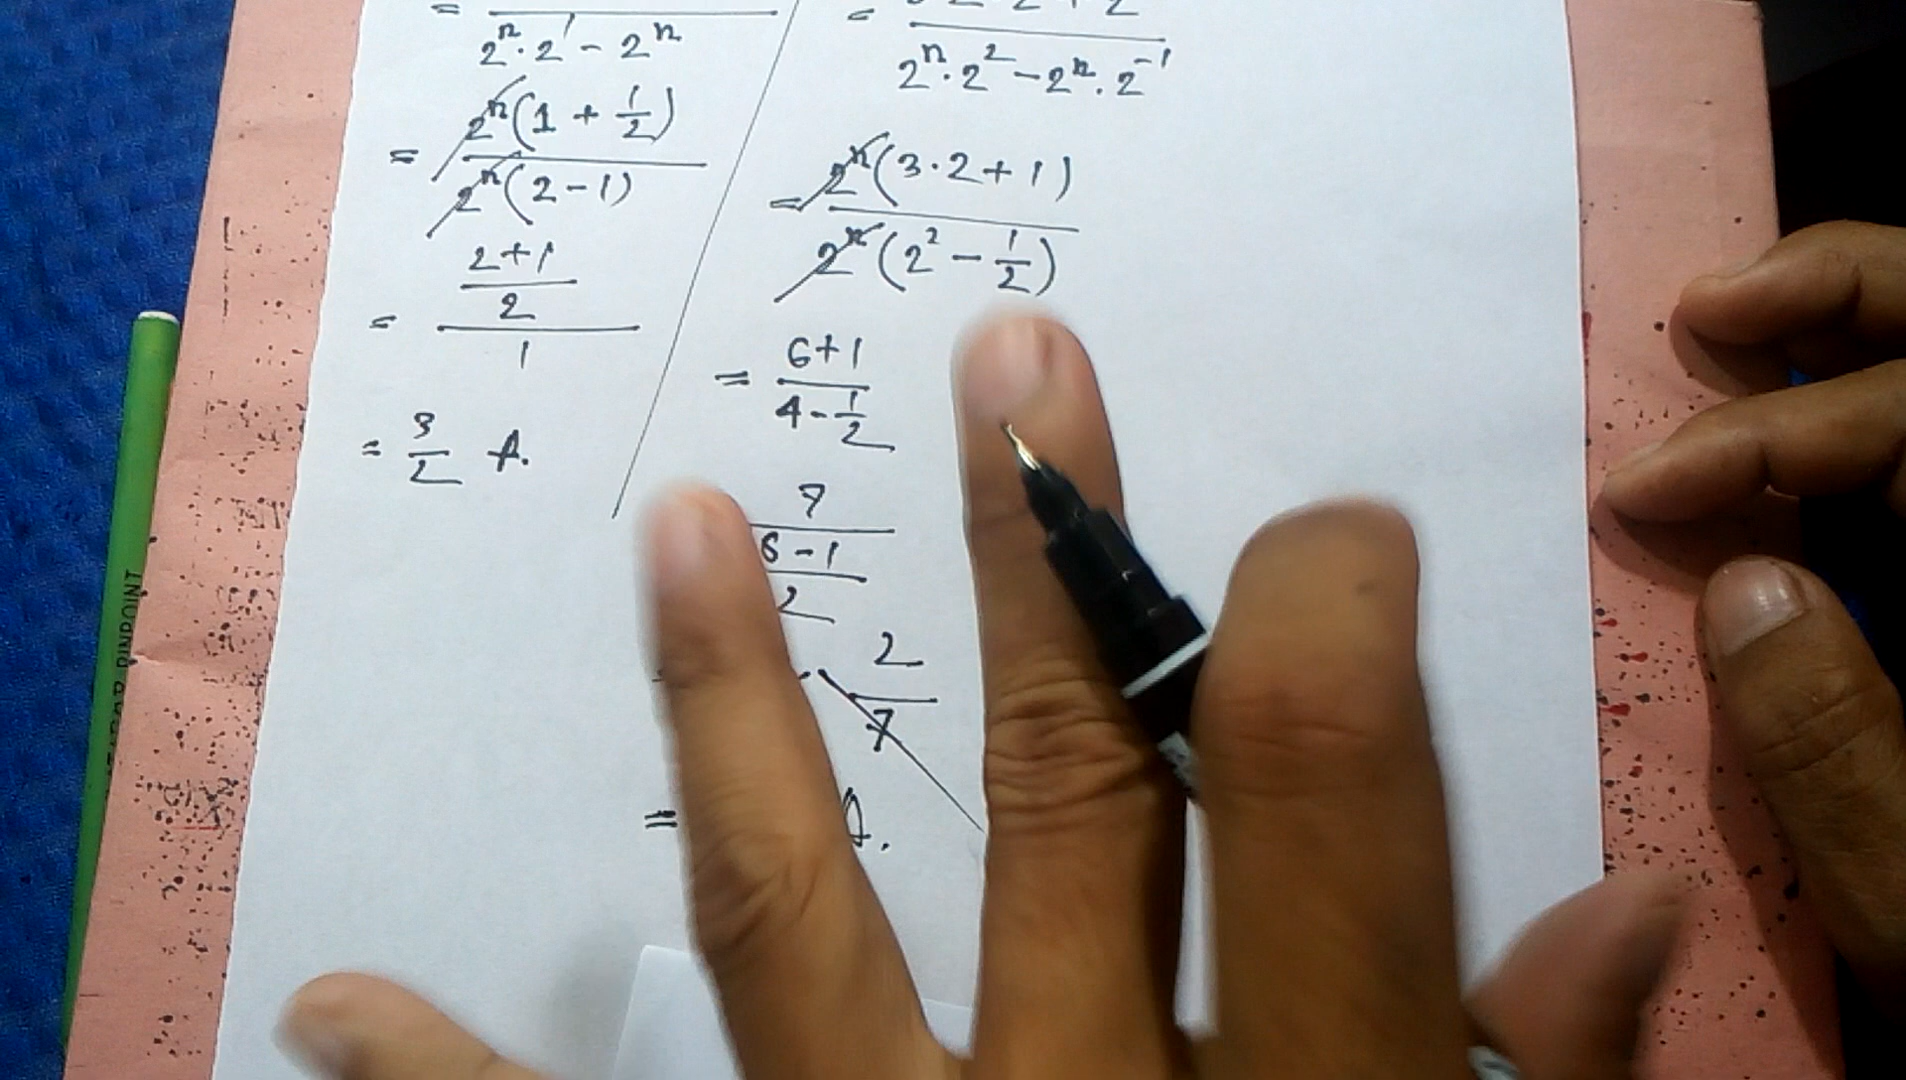 =
2ⁿ · 2¹ - 2ⁿ
= 2ⁿ(1 + 1/2) / 2ⁿ(2 - 1)
= (2+1)/2 / 1
= 3/2 A.
=
2ⁿ · 2² - 2ⁿ · 2⁻¹
= 2ⁿ(3·2 + 1) / 2ⁿ(2² - 1/2)
= (6+1) / (4 - 1/2)
7 / (8-1)/2
2/7
= A.
PINPOINT